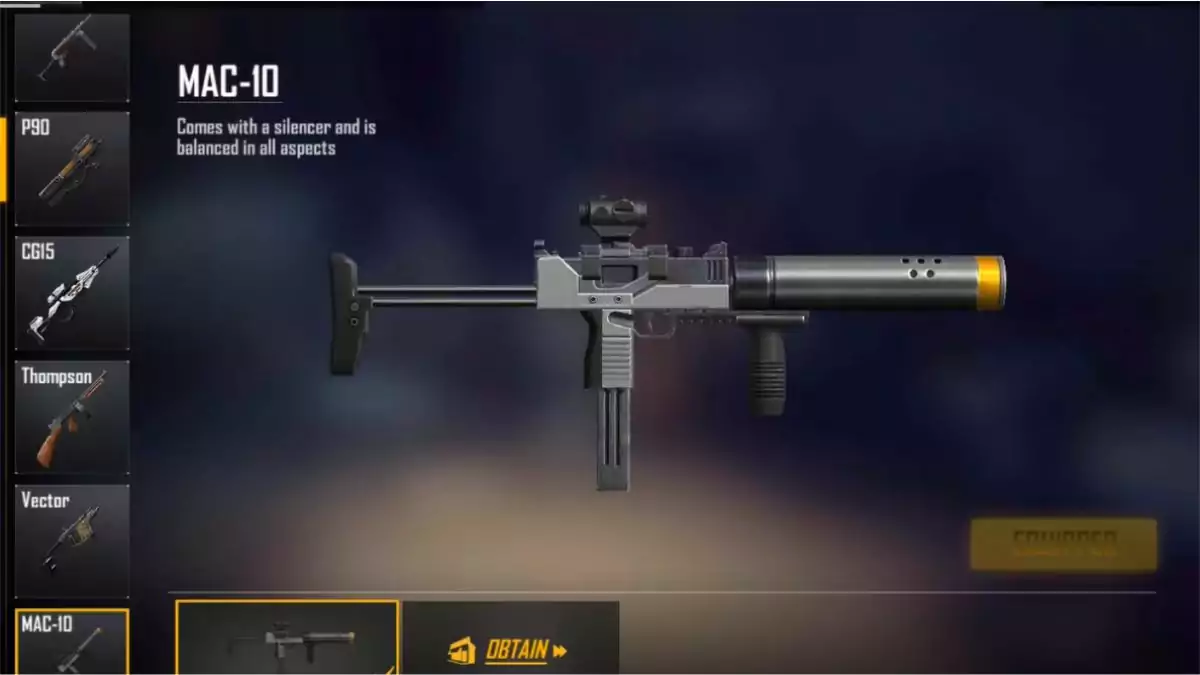 MAC-10
Comes with a silencer and is
balanced in all aspects
P90
CG15
Thompson
Vector
MAC-10
OBTAIN